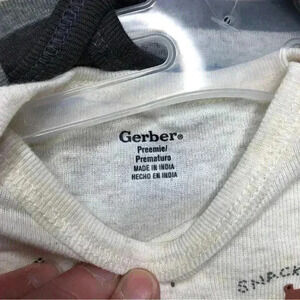 Gerber®
Preemie/
Prematuro
MADE IN INDIA
HECHO EN INDIA
SNACK